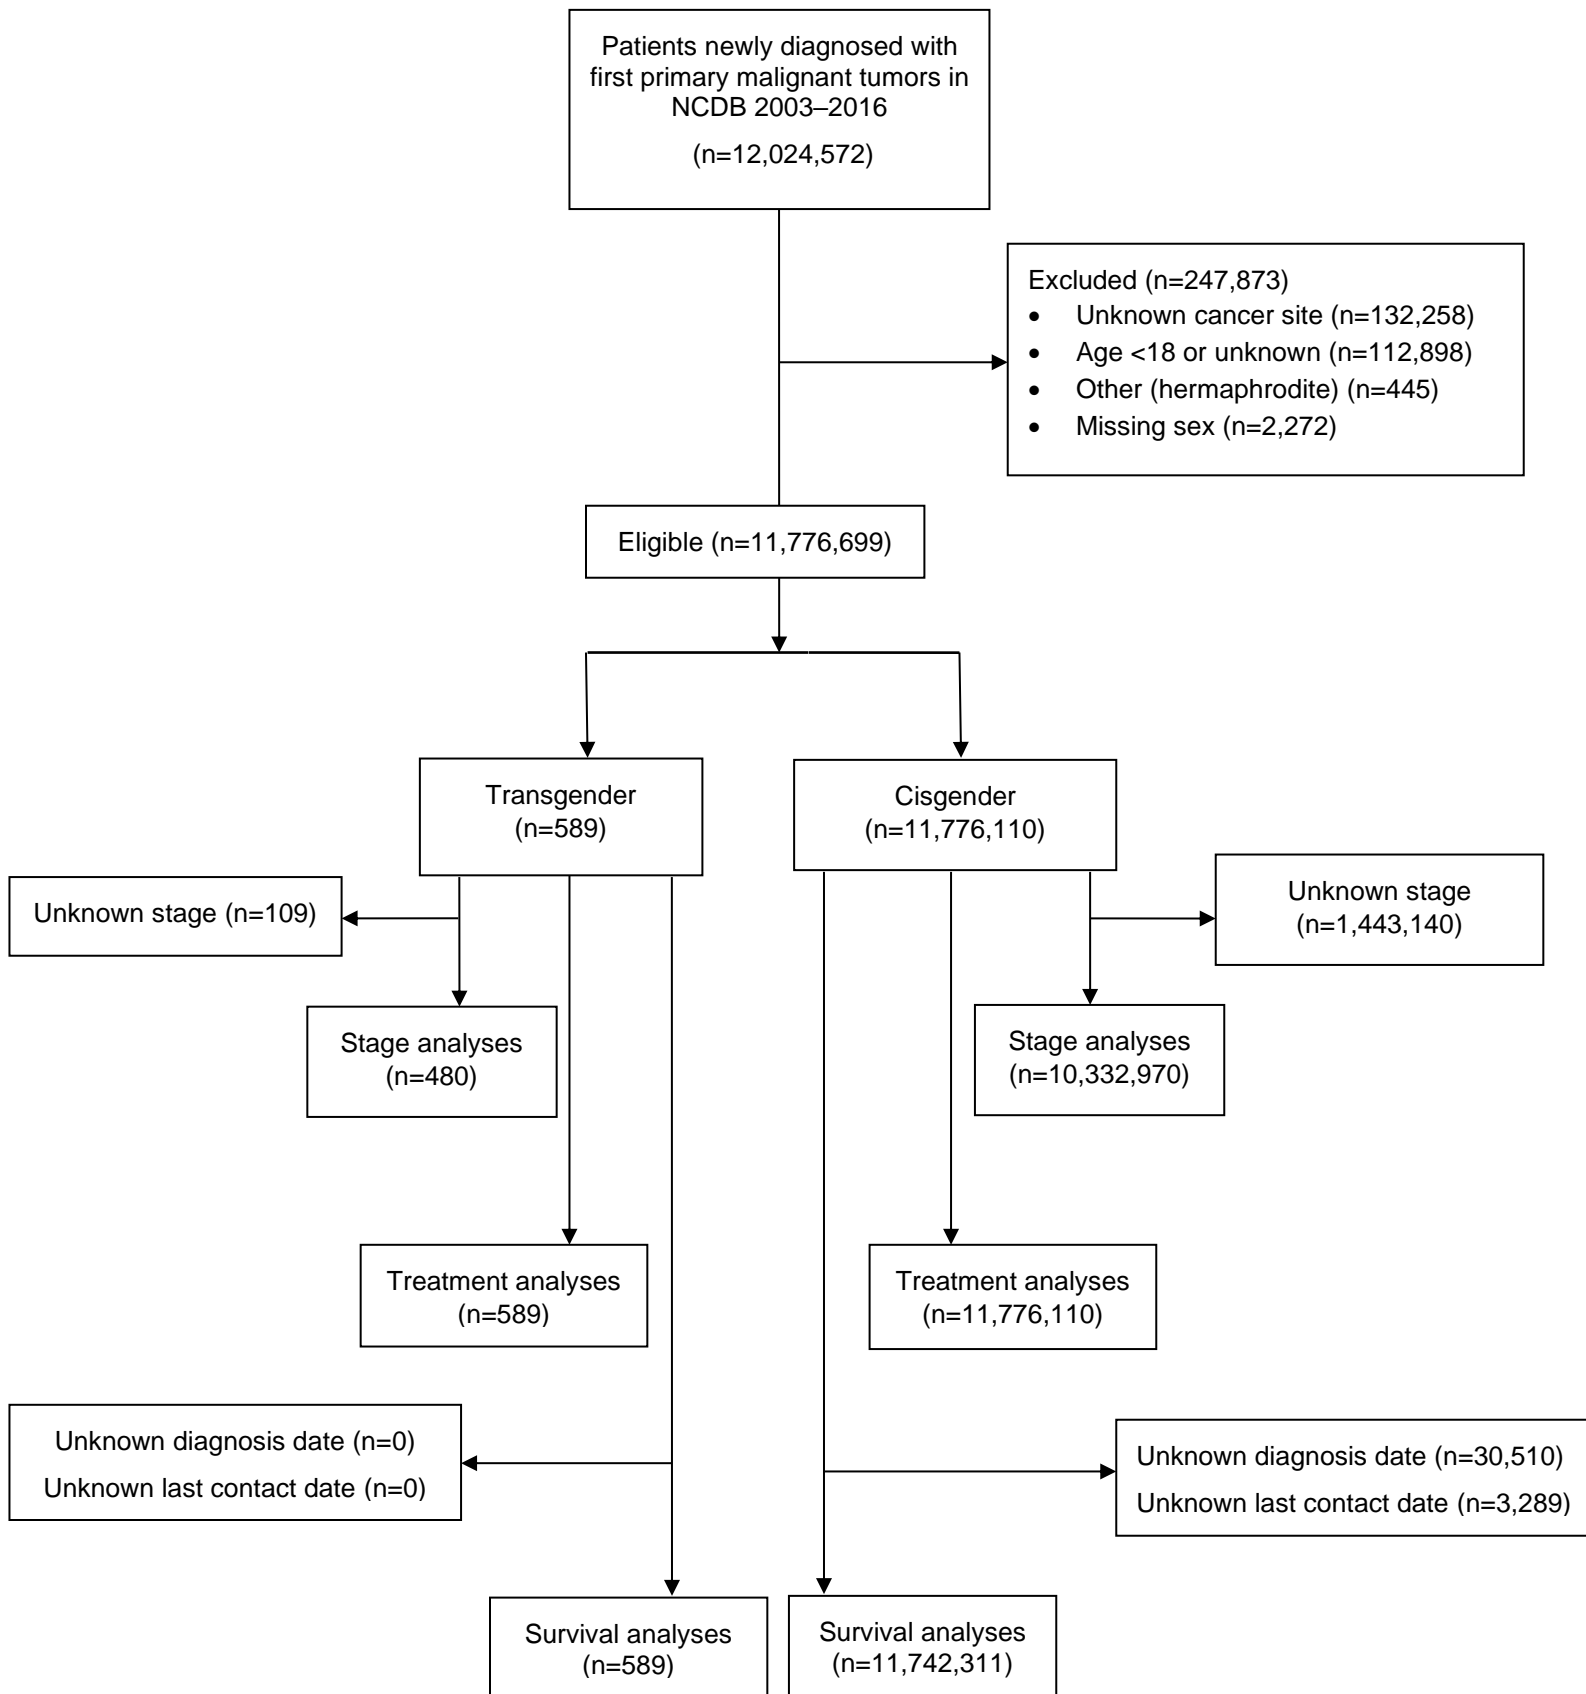 Patients newly diagnosed with
first primary malignant tumors in
NCDB 2003–2016
(n=12,024,572)
Excluded (n=247,873)
• Unknown cancer site (n=132,258)
• Age <18 or unknown (n=112,898)
• Other (hermaphrodite) (n=445)
• Missing sex (n=2,272)
Eligible (n=11,776,699)
Transgender
(n=589)
Cisgender
(n=11,776,110)
Unknown stage (n=109)
Unknown stage
(n=1,443,140)
Stage analyses
(n=480)
Stage analyses
(n=10,332,970)
Treatment analyses
(n=589)
Treatment analyses
(n=11,776,110)
Unknown diagnosis date (n=0)
Unknown last contact date (n=0)
Unknown diagnosis date (n=30,510)
Unknown last contact date (n=3,289)
Survival analyses
(n=589)
Survival analyses
(n=11,742,311)